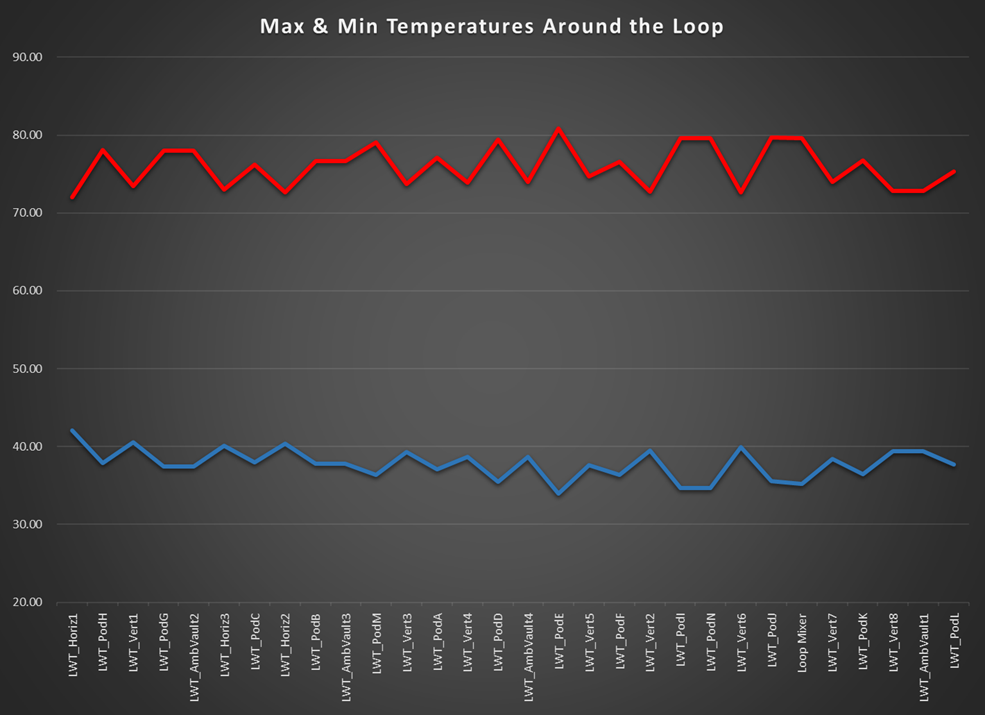 Max & Min Temperatures Around the Loop
90.00
80.00
70.00
60.00
50.00
40.00
30.00
20.00
LWT_Horiz1
LWT_PodH
LWT_Vert1
LWT_PodG
LWT_AmbVault2
LWT_Horiz3
LWT_PodC
LWT_Horiz2
LWT_PodB
LWT_AmbVault3
LWT_PodM
LWT_Vert3
LWT_PodA
LWT_Vert4
LWT_PodD
LWT_AmbVault4
LWT_PodE
LWT_Vert5
LWT_PodF
LWT_Vert2
LWT_PodI
LWT_PodN
LWT_Vert6
LWT_PodJ
Loop Mixer
LWT_Vert7
LWT_PodK
LWT_Vert8
LWT_AmbVault1
LWT_PodL